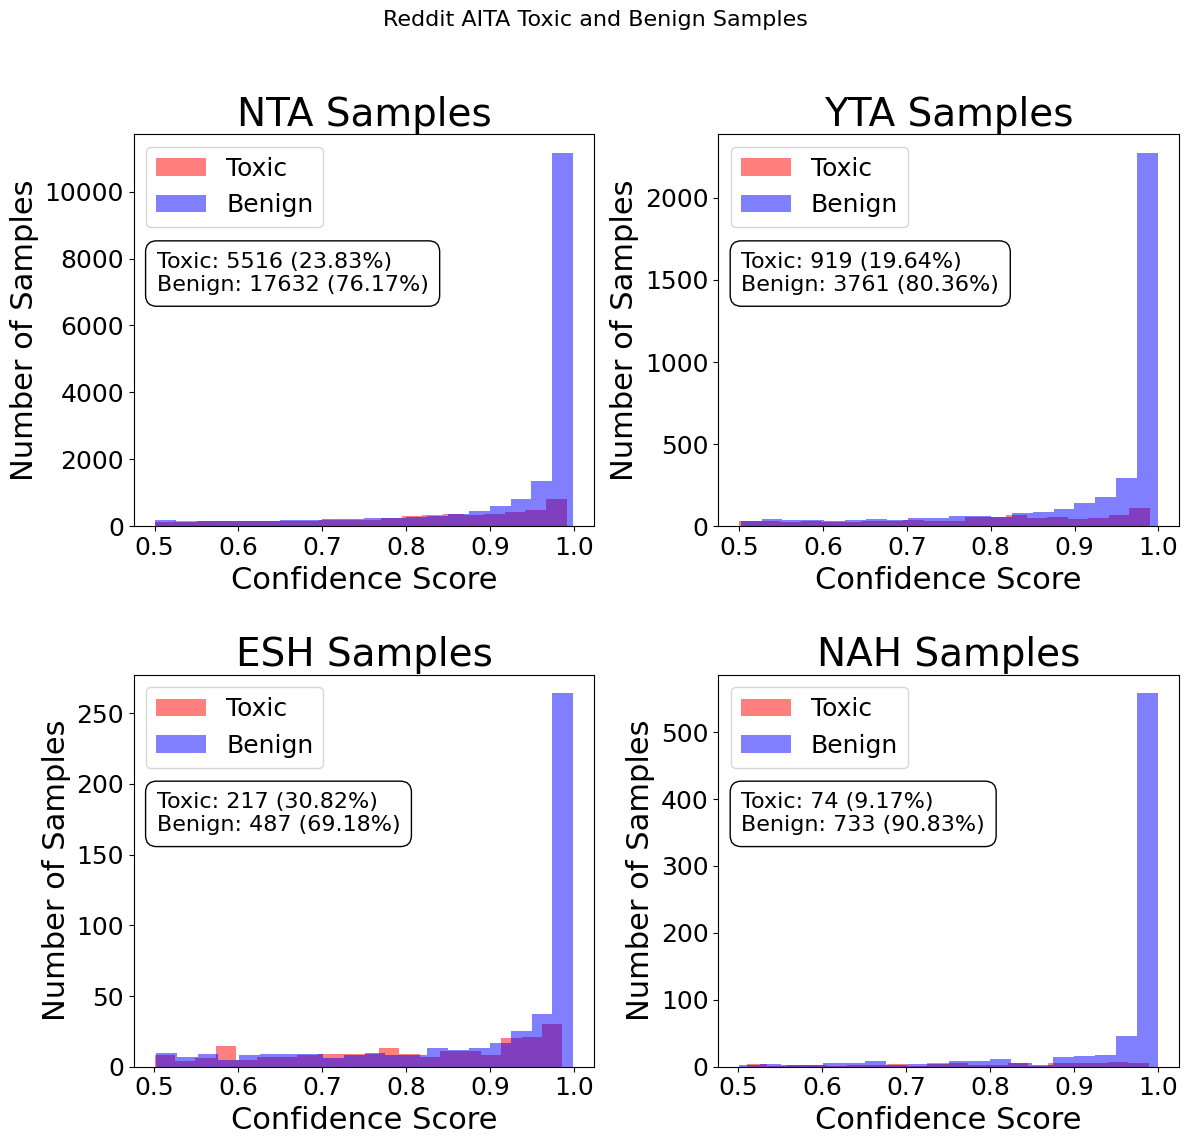 Reddit AITA Toxic and Benign Samples
NTA Samples
Toxic
Benign
Toxic: 5516 (23.83%)
Benign: 17632 (76.17%)
Number of Samples
10000
8000
6000
4000
2000
0
0.5 0.6 0.7 0.8 0.9 1.0
Confidence Score
YTA Samples
Toxic
Benign
Toxic: 919 (19.64%)
Benign: 3761 (80.36%)
Number of Samples
2000
1500
1000
500
0
0.5 0.6 0.7 0.8 0.9 1.0
Confidence Score
ESH Samples
Toxic
Benign
Toxic: 217 (30.82%)
Benign: 487 (69.18%)
Number of Samples
250
200
150
100
50
0
0.5 0.6 0.7 0.8 0.9 1.0
Confidence Score
NAH Samples
Toxic
Benign
Toxic: 74 (9.17%)
Benign: 733 (90.83%)
Number of Samples
500
400
300
200
100
0
0.5 0.6 0.7 0.8 0.9 1.0
Confidence Score